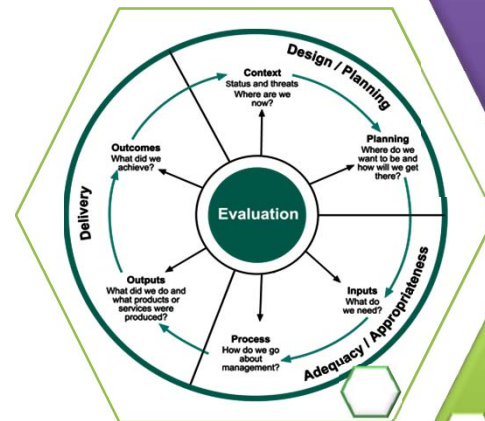 Design / Planning
Context
Status and threats
Where are we
now?
Planning
Where do we
want to be and
how will we get
there?
Outcomes
What did we
achieve?
Delivery
Evaluation
Outputs
What did we do and
what products or
services were
produced?
Inputs
What do
we need?
Process
How do we go
about
management?
Adequacy / Appropriateness